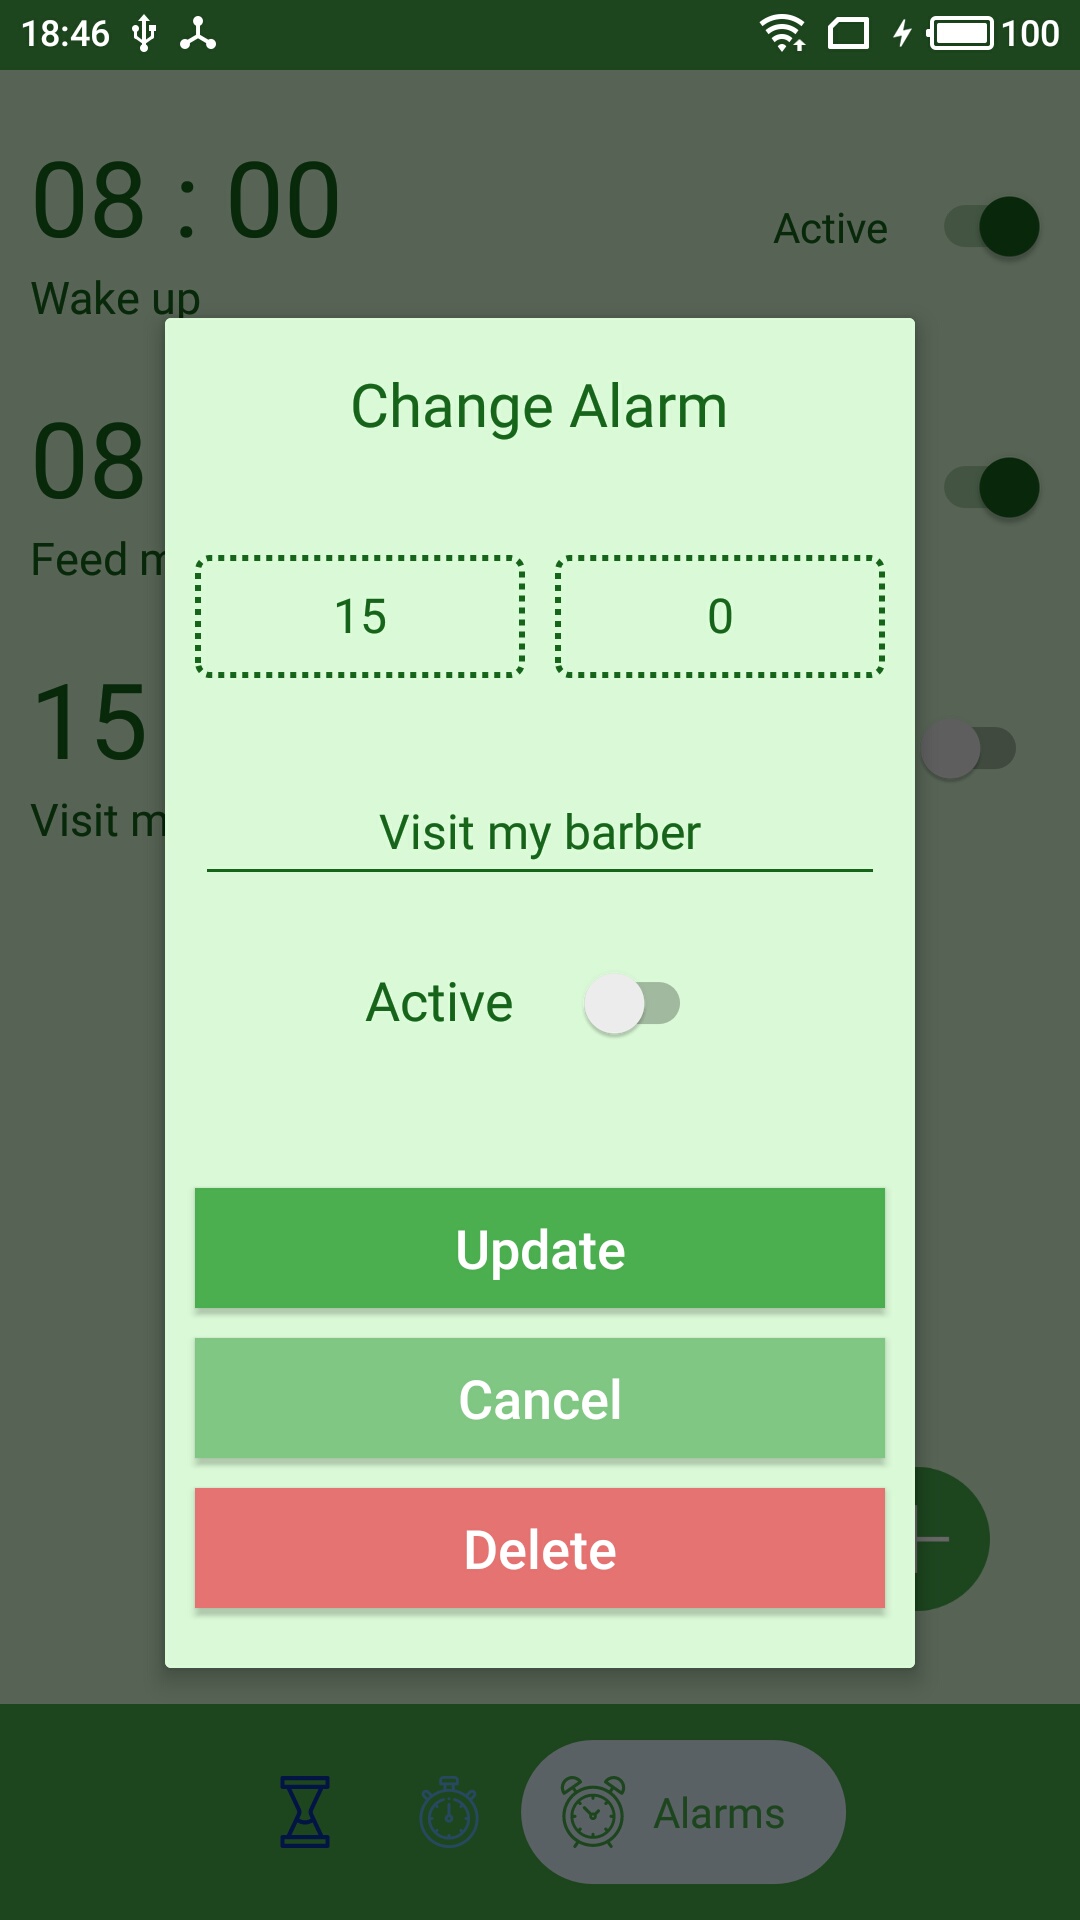 18:46 100
08 : 00
Active
Wake up
Change Alarm
08
Feed m
15 0
15
Visit my barber
Visit m
Active
Update
Cancel
Delete
Alarms